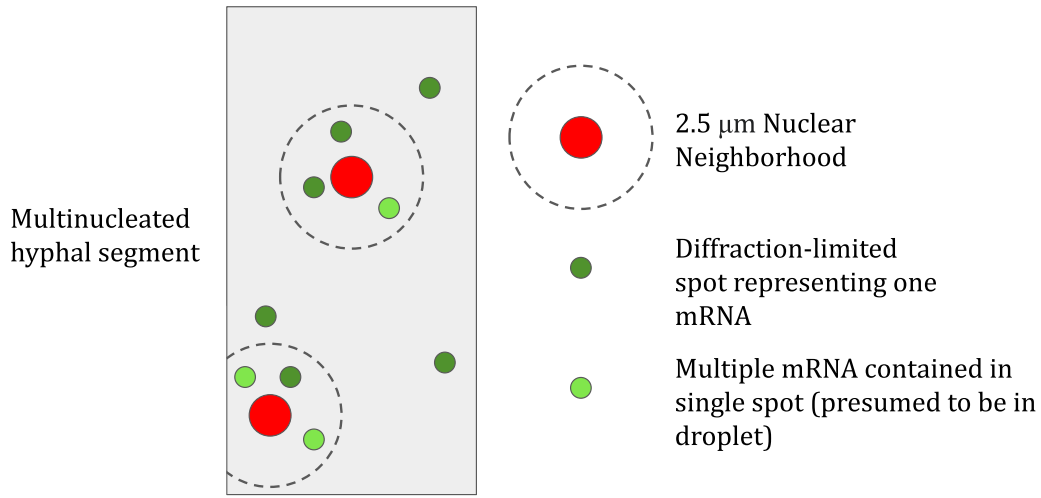 Multinucleated
hyphal segment
2.5 μm Nuclear
Neighborhood
Diffraction-limited
spot representing one
mRNA
Multiple mRNA contained in
single spot (presumed to be in
droplet)